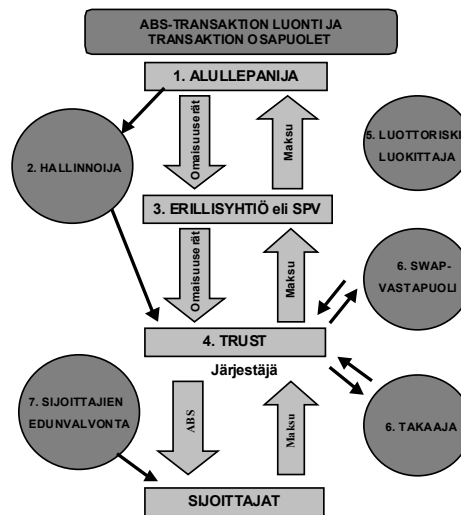 ABS-TRANSAKTION LUONTI JA
TRANSAKTION OSAPUOLET
1. ALULLEPANIJA
Omaisuuserät
Maksu
2. HALLINNOIJA
5. LUOTTORISKI
LUOKITTAJA
3. ERILLISYHTIÖ eli SPV
Omaisuuserät
Maksu
6. SWAP-
VASTAPUOLI
4. TRUST
Järjestäjä
7. SIJOITTAJIEN
EDUNVALVONTA
ABS
Maksu
6. TAKAAJA
SIJOITTAJAT